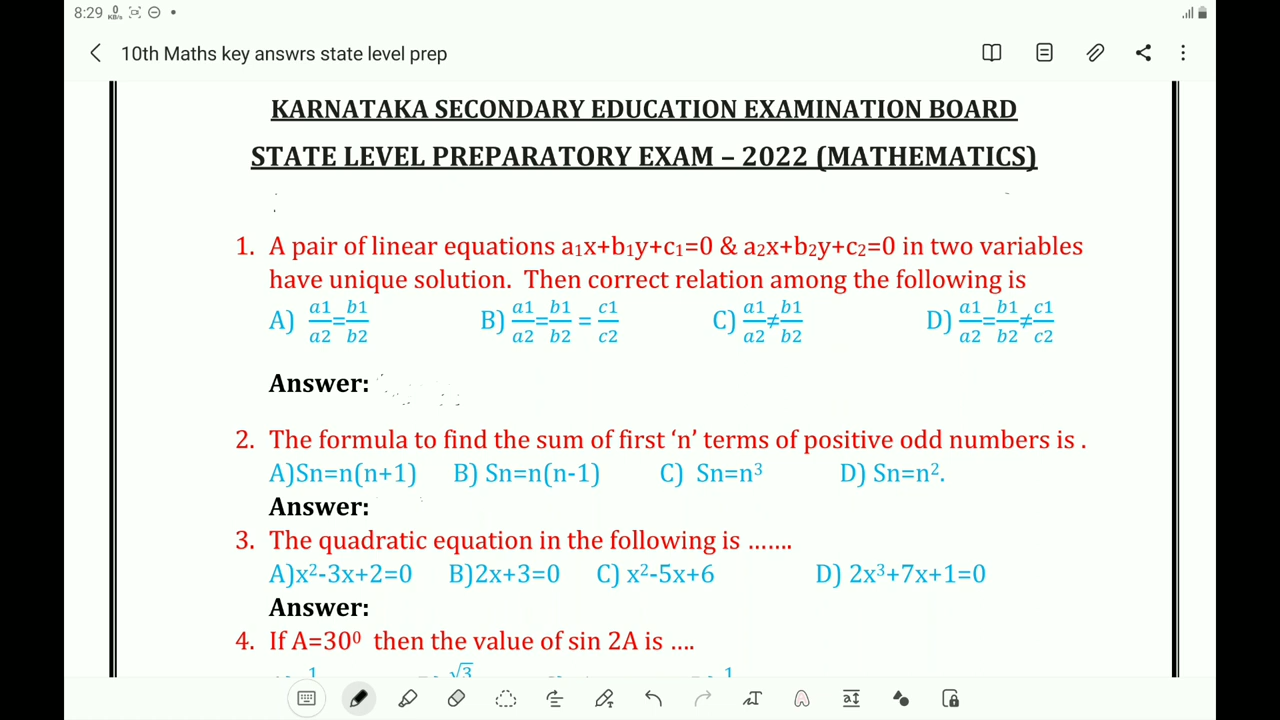 8:29 0 KB/s
10th Maths key answrs state level prep
KARNATAKA SECONDARY EDUCATION EXAMINATION BOARD
STATE LEVEL PREPARATORY EXAM – 2022 (MATHEMATICS)
1. A pair of linear equations a₁x+b₁y+c₁=0 & a₂x+b₂y+c₂=0 in two variables
have unique solution. Then correct relation among the following is
A) a1/a2=b1/b2 B) a1/a2=b1/b2 = c1/c2 C) a1/a2≠b1/b2 D) a1/a2=b1/b2≠c1/c2
Answer:
2. The formula to find the sum of first ‘n’ terms of positive odd numbers is .
A)Sn=n(n+1) B) Sn=n(n-1) C) Sn=n³ D) Sn=n².
Answer:
3. The quadratic equation in the following is …….
A)x²-3x+2=0 B)2x+3=0 C) x²-5x+6 D) 2x³+7x+1=0
Answer:
4. If A=30⁰ then the value of sin 2A is ….
1 √3 1